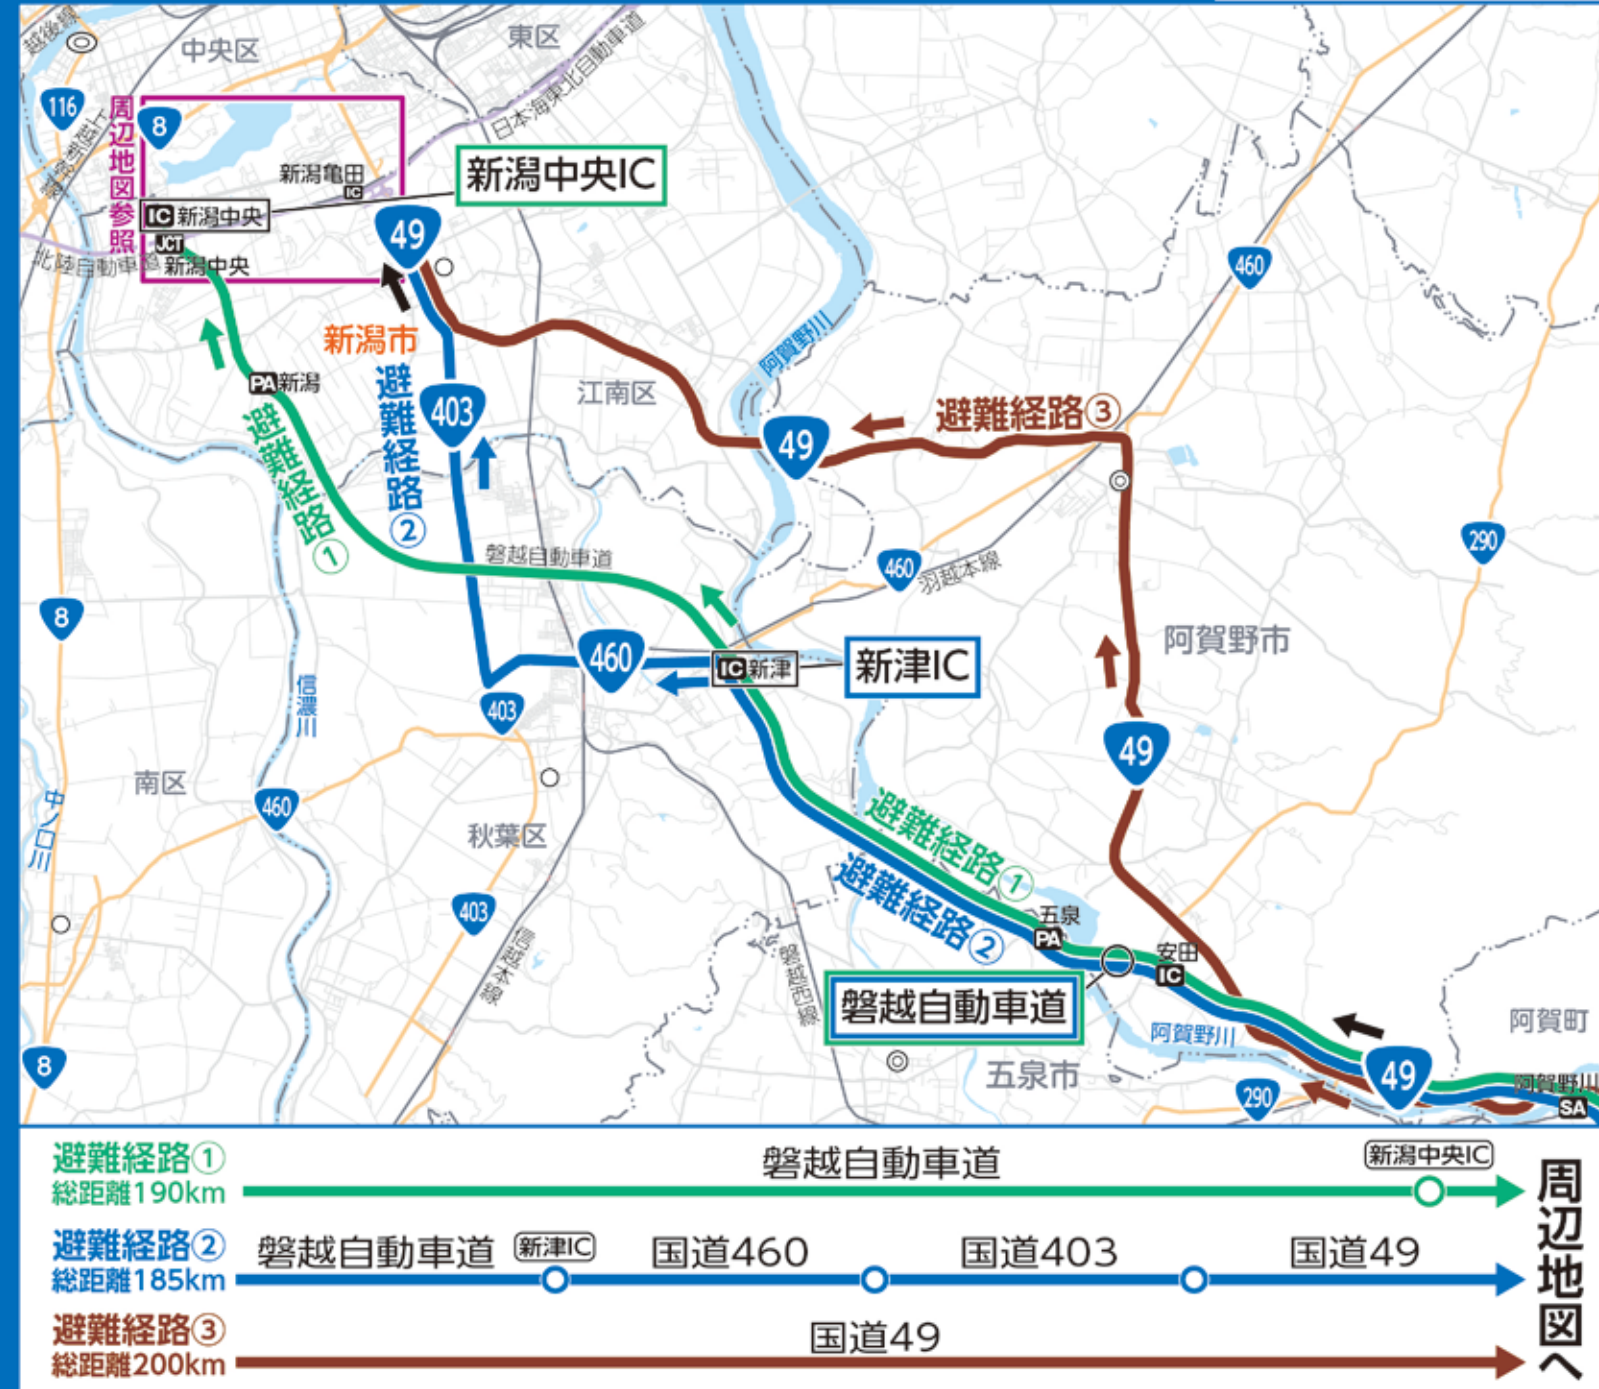 越後線
中央区
東区
日本海東北自動車道
116
上越新幹線
周辺地図参照
8
新潟亀田
IC
新潟中央IC
IC 新潟中央
JCT
新潟中央
北陸自動車道
49
460
新潟市
阿賀野川
PA 新潟
江南区
避難経路②
403
避難経路③
49
避難経路①
290
磐越自動車道
460
羽越本線
8
460
阿賀野市
IC 新津
新津IC
信濃川
403
49
南区
460
中ノ口川
秋葉区
避難経路①
避難経路②
403
五泉
PA
信越本線
磐越西線
安田
IC
磐越自動車道
阿賀野川
阿賀町
8
五泉市
49
290
阿賀野川
SA
避難経路①
総距離190km
磐越自動車道
新潟中央IC
避難経路②
総距離185km
磐越自動車道
新津IC
国道460
国道403
国道49
避難経路③
総距離200km
国道49
周辺地図へ